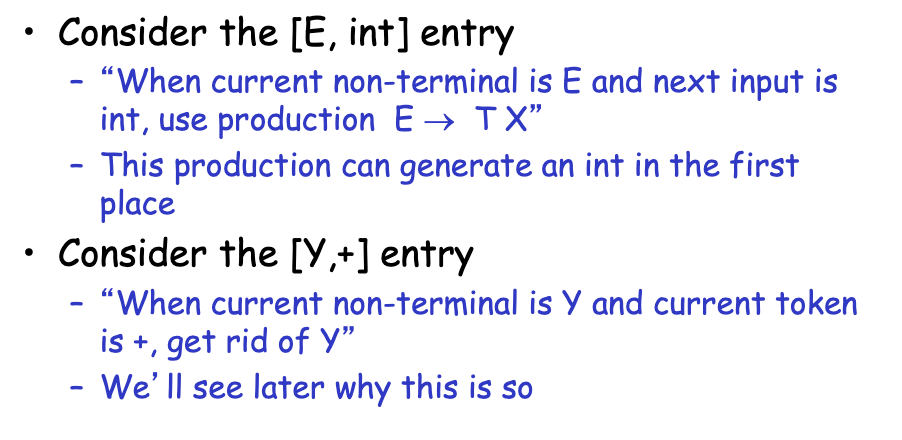 • Consider the [E, int] entry
– “When current non-terminal is E and next input is
int, use production E → T X”
– This production can generate an int in the first
place
• Consider the [Y,+] entry
– “When current non-terminal is Y and current token
is +, get rid of Y”
– We’ll see later why this is so